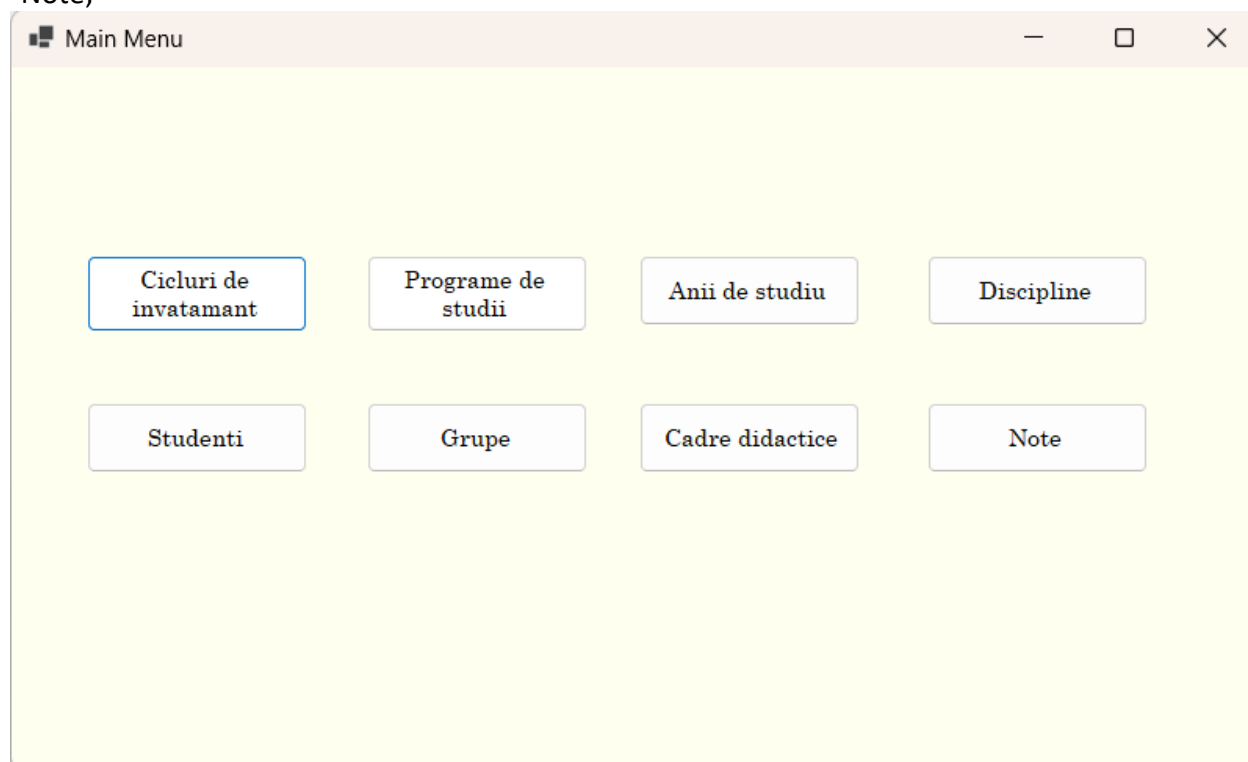 Note,
Main Menu
Cicluri de
invatamant
Programe de
studii
Anii de studiu
Discipline
Studenti
Grupe
Cadre didactice
Note